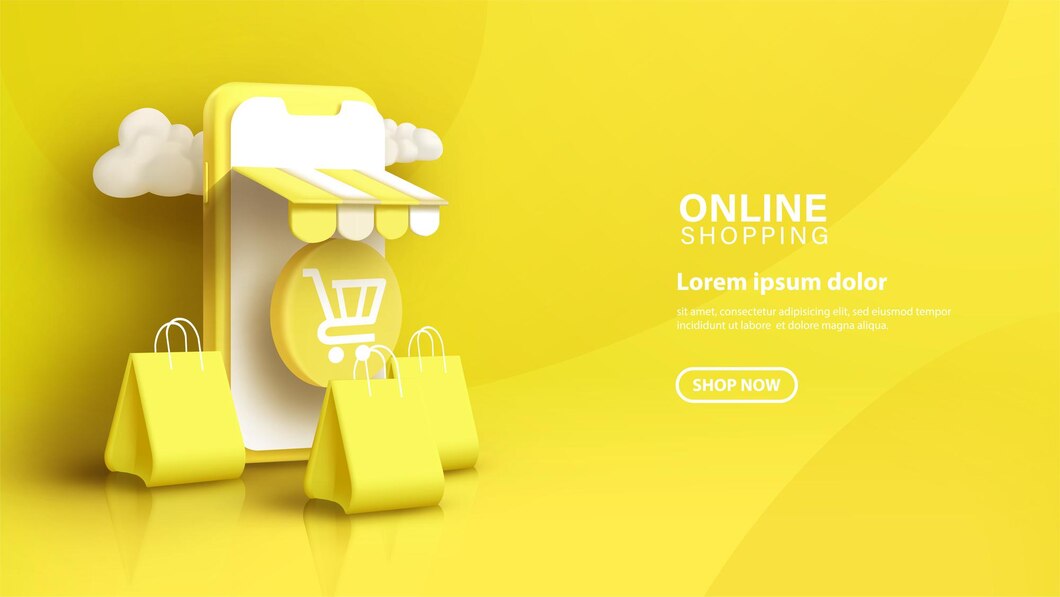 ONLINE
SHOPPING
Lorem ipsum dolor
sit amet, consectetur adipisicing elit, sed eiusmod tempor
incididunt ut labore et dolore magna aliqua.
SHOP NOW